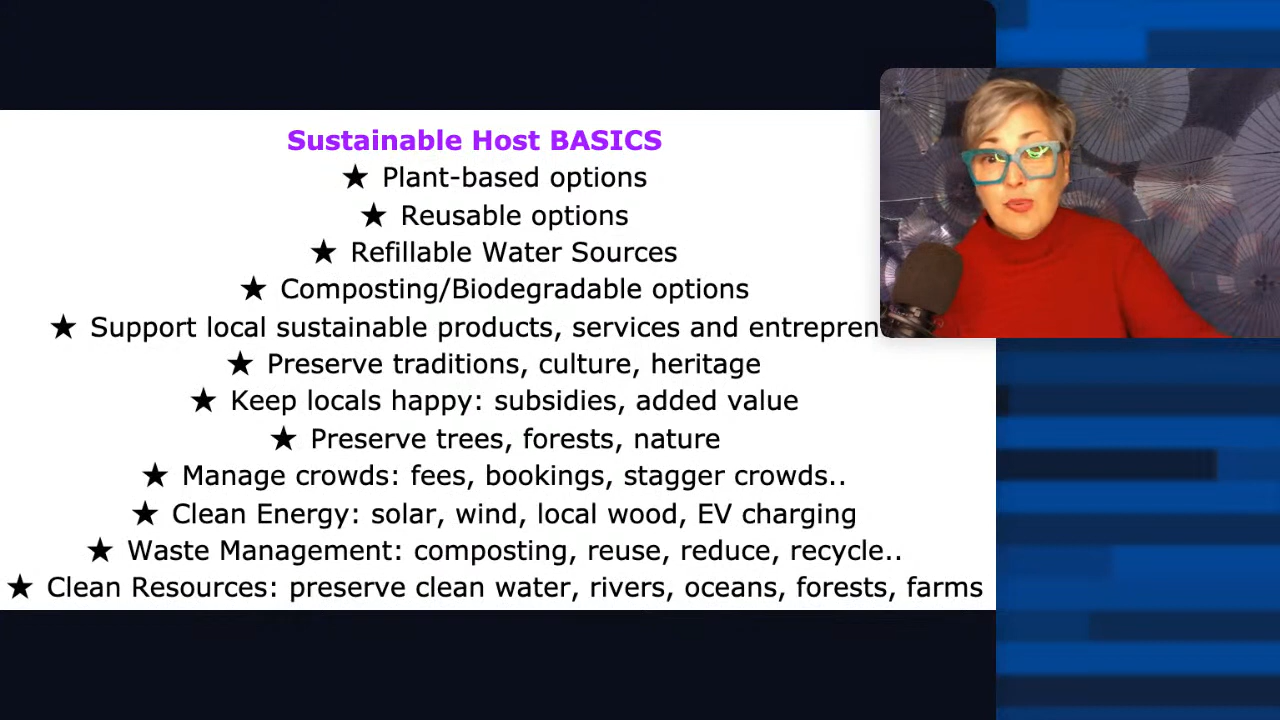 Sustainable Host BASICS
★ Plant-based options
★ Reusable options
★ Refillable Water Sources
★ Composting/Biodegradable options
★ Support local sustainable products, services and
★ Preserve traditions, culture, heritage
★ Keep locals happy: subsidies, added value
★ Preserve trees, forests, nature
★ Manage crowds: fees, bookings, stagger crowds..
★ Clean Energy: solar, wind, local wood, EV charging
★ Waste Management: composting, reuse, reduce, recycle..
★ Clean Resources: preserve clean water, rivers, oceans, forests, farms